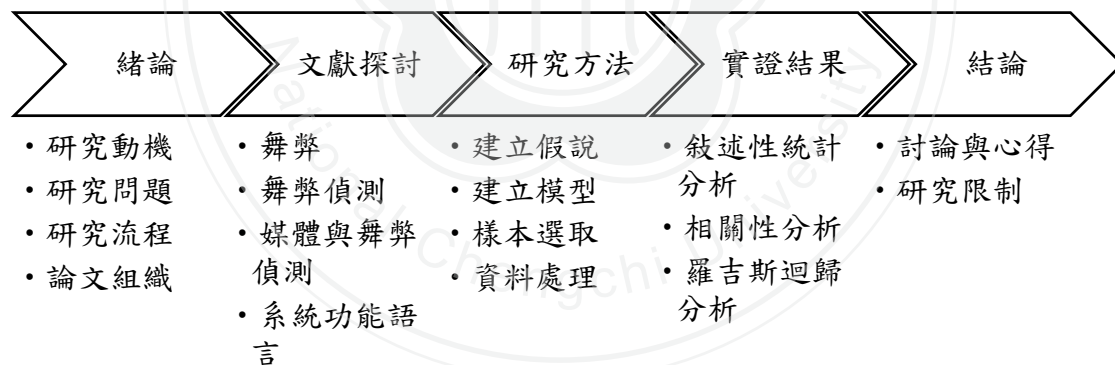 緒論
文獻探討
研究方法
實證結果
結論
・研究動機
・研究問題
・研究流程
・論文組織
・舞弊
・舞弊偵測
・媒體與舞弊
偵測
・系統功能語
言
・建立假說
・建立模型
・樣本選取
・資料處理
・敘述性統計
分析
・相關性分析
・羅吉斯迴歸
分析
・討論與心得
・研究限制
National Chengchi University